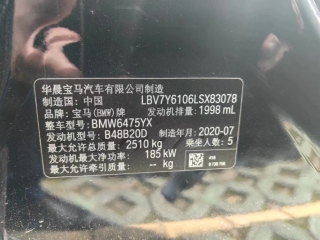 华晨宝马汽车有限公司制造
制造国: 中国 LBV7Y6106LSX83078
品牌: 宝马(BMW)牌 发动机排量: 1998 mL
整车型号: BMW6475YX
发动机型号: B48B20D 制造年月: 2020-07
最大允许总质量: 2510 kg 乘坐人数: 5
发动机最大净功率: 185 kW
最大允许牵引质量: -- kg